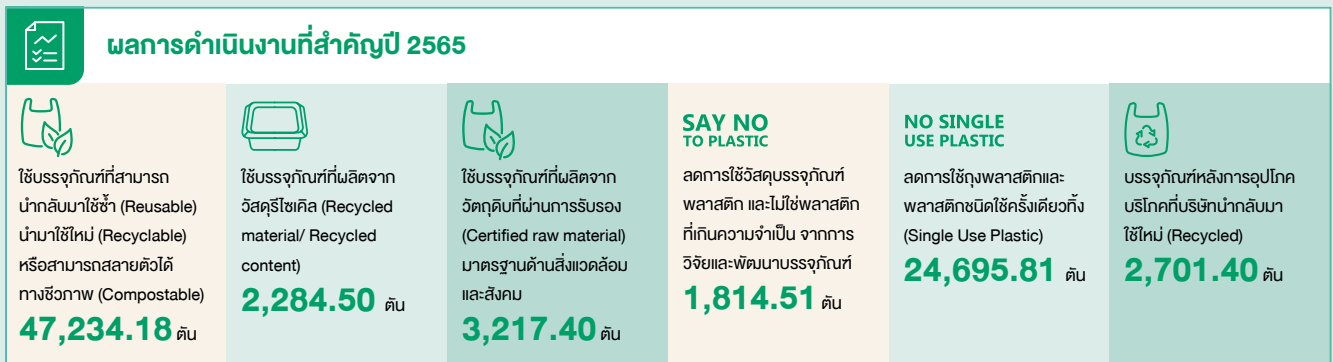 ผลการดำเนินงานที่สำคัญปี 2565
ใช้บรรจุภัณฑ์ที่สามารถ
นำกลับมาใช้ซ้ำ (Reusable)
นำมาใช้ใหม่ (Recyclable)
หรือสามารถสลายตัวได้
ทางชีวภาพ (Compostable)
47,234.18 ตัน
ใช้บรรจุภัณฑ์ที่ผลิตจาก
วัสดุรีไซเคิล (Recycled
material/ Recycled
content)
2,284.50 ตัน
ใช้บรรจุภัณฑ์ที่ผลิตจาก
วัตถุดิบที่ผ่านการรับรอง
(Certified raw material)
มาตรฐานด้านสิ่งแวดล้อม
และสังคม
3,217.40 ตัน
SAY NO
TO PLASTIC
ลดการใช้วัสดุบรรจุภัณฑ์
พลาสติก และไม่ใช่พลาสติก
ที่เกินความจำเป็น จากการ
วิจัยและพัฒนาบรรจุภัณฑ์
1,814.51 ตัน
NO SINGLE
USE PLASTIC
ลดการใช้ถุงพลาสติกและ
พลาสติกชนิดใช้ครั้งเดียวทิ้ง
(Single Use Plastic)
24,695.81 ตัน
บรรจุภัณฑ์หลังการอุปโภค
บริโภคที่บริษัทนำกลับมา
ใช้ใหม่ (Recycled)
2,701.40 ตัน